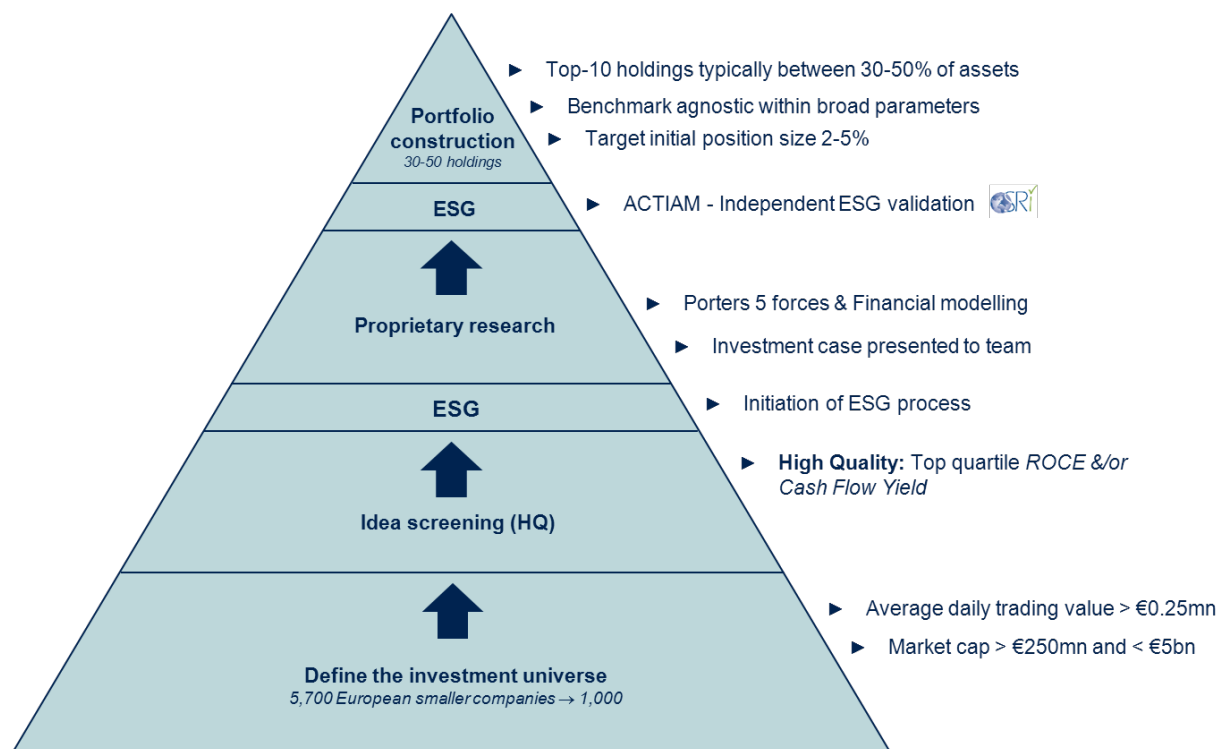 ► Top-10 holdings typically between 30-50% of assets
► Benchmark agnostic within broad parameters
Portfolio
construction
30-50 holdings
► Target initial position size 2-5%
ESG
► ACTIAM - Independent ESG validation
SRi
► Porters 5 forces & Financial modelling
Proprietary research
► Investment case presented to team
ESG
► Initiation of ESG process
► High Quality: Top quartile ROCE &/or
Cash Flow Yield
Idea screening (HQ)
► Average daily trading value > €0.25mn
► Market cap > €250mn and < €5bn
Define the investment universe
5,700 European smaller companies → 1,000